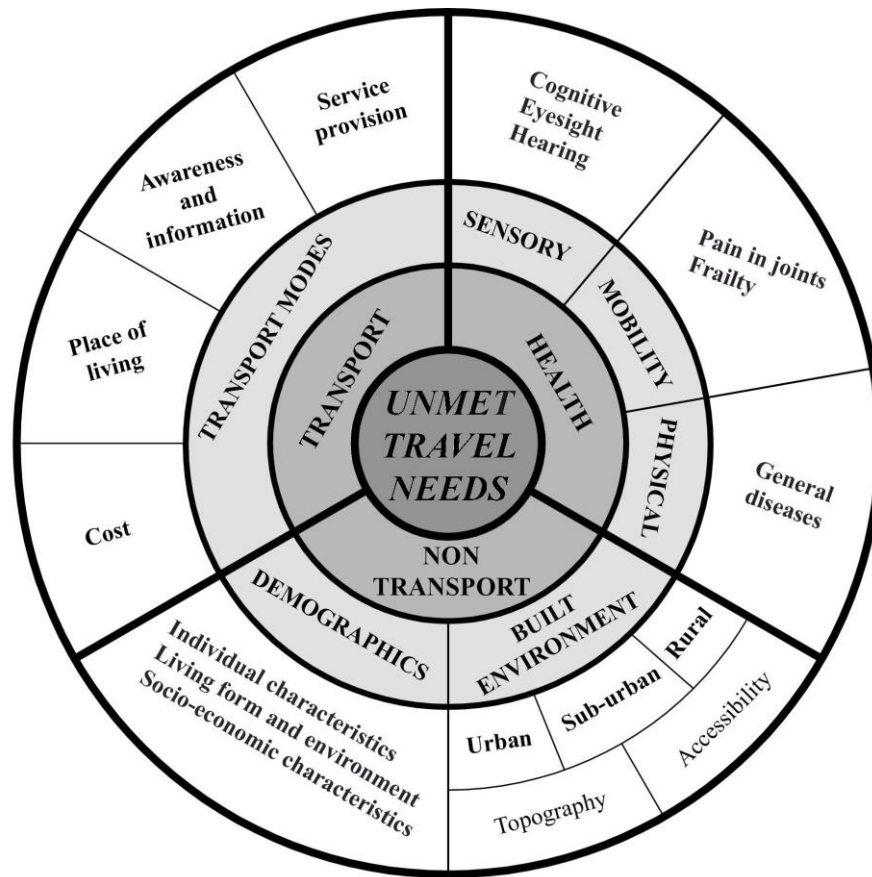 UNMET
TRAVEL
NEEDS
TRANSPORT
HEALTH
NON
TRANSPORT
TRANSPORT MODES
SENSORY
MOBILITY
PHYSICAL
BUILT
ENVIRONMENT
DEMOGRAPHICS
Service
provision
Awareness
and
information
Place of
living
Cost
Cognitive
Eyesight
Hearing
Pain in joints
Frailty
General
diseases
Rural
Sub-urban
Urban
Accessibility
Topography
Individual characteristics
Living form and environment
Socio-economic characteristics